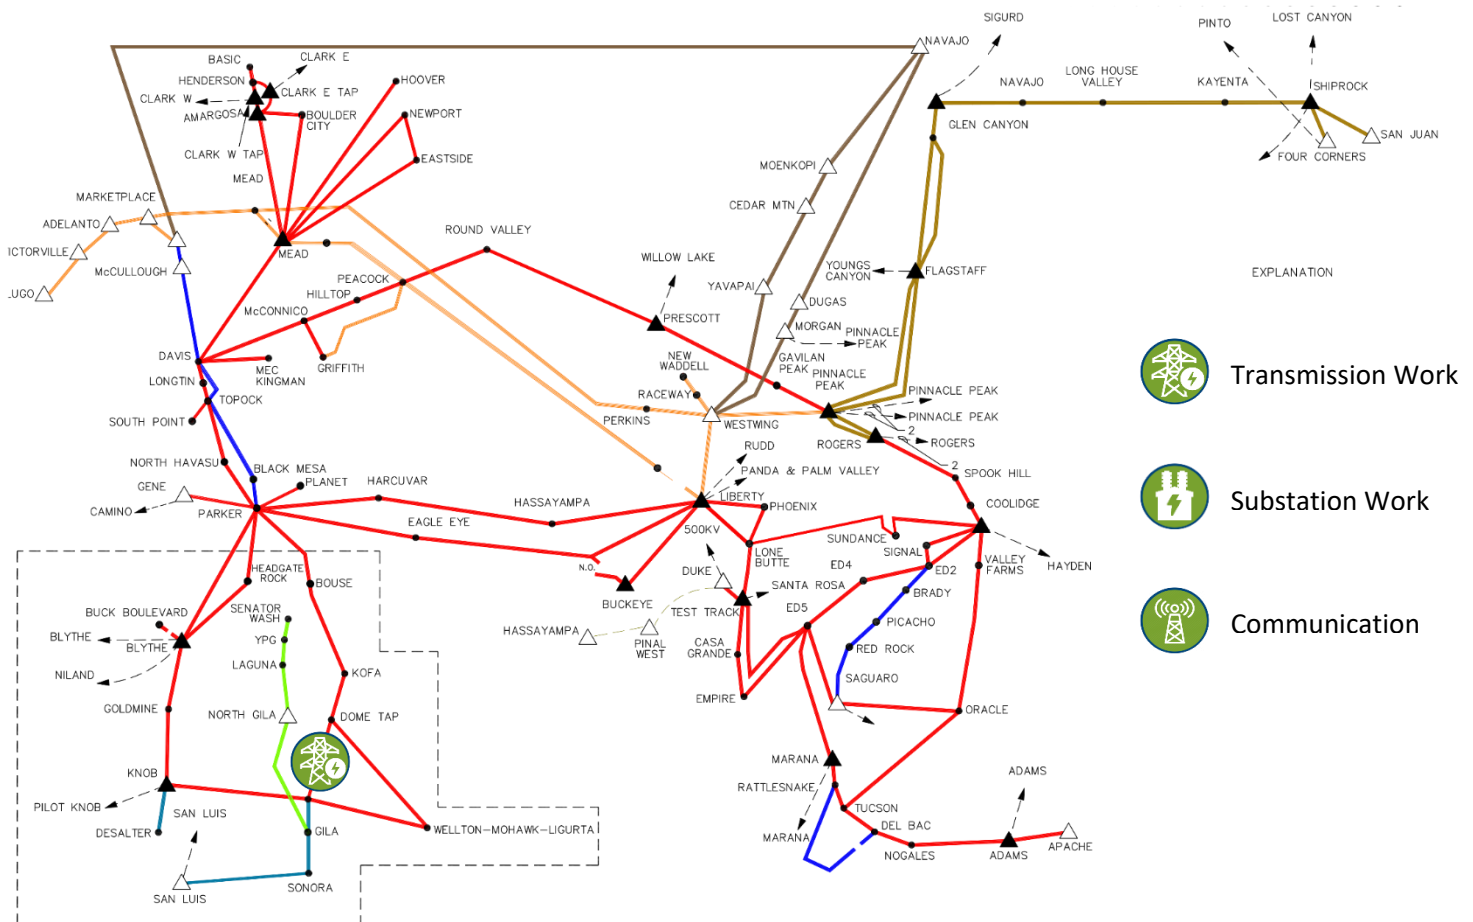 SIGURD
LOST CANYON
PINTO
NAVAJO
CLARK E
BASIC
HENDERSON
HOOVER
CLARK E TAP
CLARK W
AMARGOSA
BOULDER
CITY
NEWPORT
CLARK W TAP
EASTSIDE
MEAD
NAVAJO
LONG HOUSE
VALLEY
KAYENTA
SHIPROCK
GLEN CANYON
SAN JUAN
FOUR CORNERS
MOENKOPI
CEDAR MTN
MARKETPLACE
ADELANTO
ICTORVILLE
McCULLOUGH
LUGO
MEAD
ROUND VALLEY
WILLOW LAKE
YOUNGS
CANYON
FLAGSTAFF
EXPLANATION
PEACOCK
HILLTOP
McCONNICO
YAVAPAI
DUGAS
PRESCOTT
MORGAN
PINNACLE
PEAK
GAVILAN
PEAK
PINNACLE
PEAK
NEW
WADDELL
RACEWAY
PERKINS
WESTWING
PINNACLE PEAK
PINNACLE PEAK
2
ROGERS
ROGERS
2
DAVIS
MEC
KINGMAN
GRIFFITH
LONGTIN
TOPOCK
SOUTH POINT
Transmission Work
NORTH HAVASU
BLACK MESA
PLANET
GENE
CAMINO
PARKER
HARCUVAR
HASSAYAMPA
EAGLE EYE
RUDD
PANDA & PALM VALLEY
LIBERTY
PHOENIX
500KV
SPOOK HILL
COOLIDGE
Substation Work
SUNDANCE
SIGNAL
HAYDEN
VALLEY
FARMS
LONE
BUTTE
N.O.
BUCKEYE
DUKE
SANTA ROSA
TEST TRACK
ED4
ED2
BRADY
ED5
PICACHO
HASSAYAMPA
PINAL
WEST
CASA
GRANDE
RED ROCK
EMPIRE
SAGUARO
ORACLE
Communication
HEADGATE
ROCK
BOUSE
BUCK BOULEVARD
SENATOR
WASH
BLYTHE
BLYTHE
YPG
LAGUNA
NILAND
KOFA
GOLDMINE
NORTH GILA
DOME TAP
KNOB
PILOT KNOB
SAN LUIS
DESALTER
GILA
WELLTON-MOHAWK-LIGURTA
SONORA
SAN LUIS
MARANA
RATTLESNAKE
ADAMS
TUCSON
MARANA
DEL BAC
NOGALES
ADAMS
APACHE